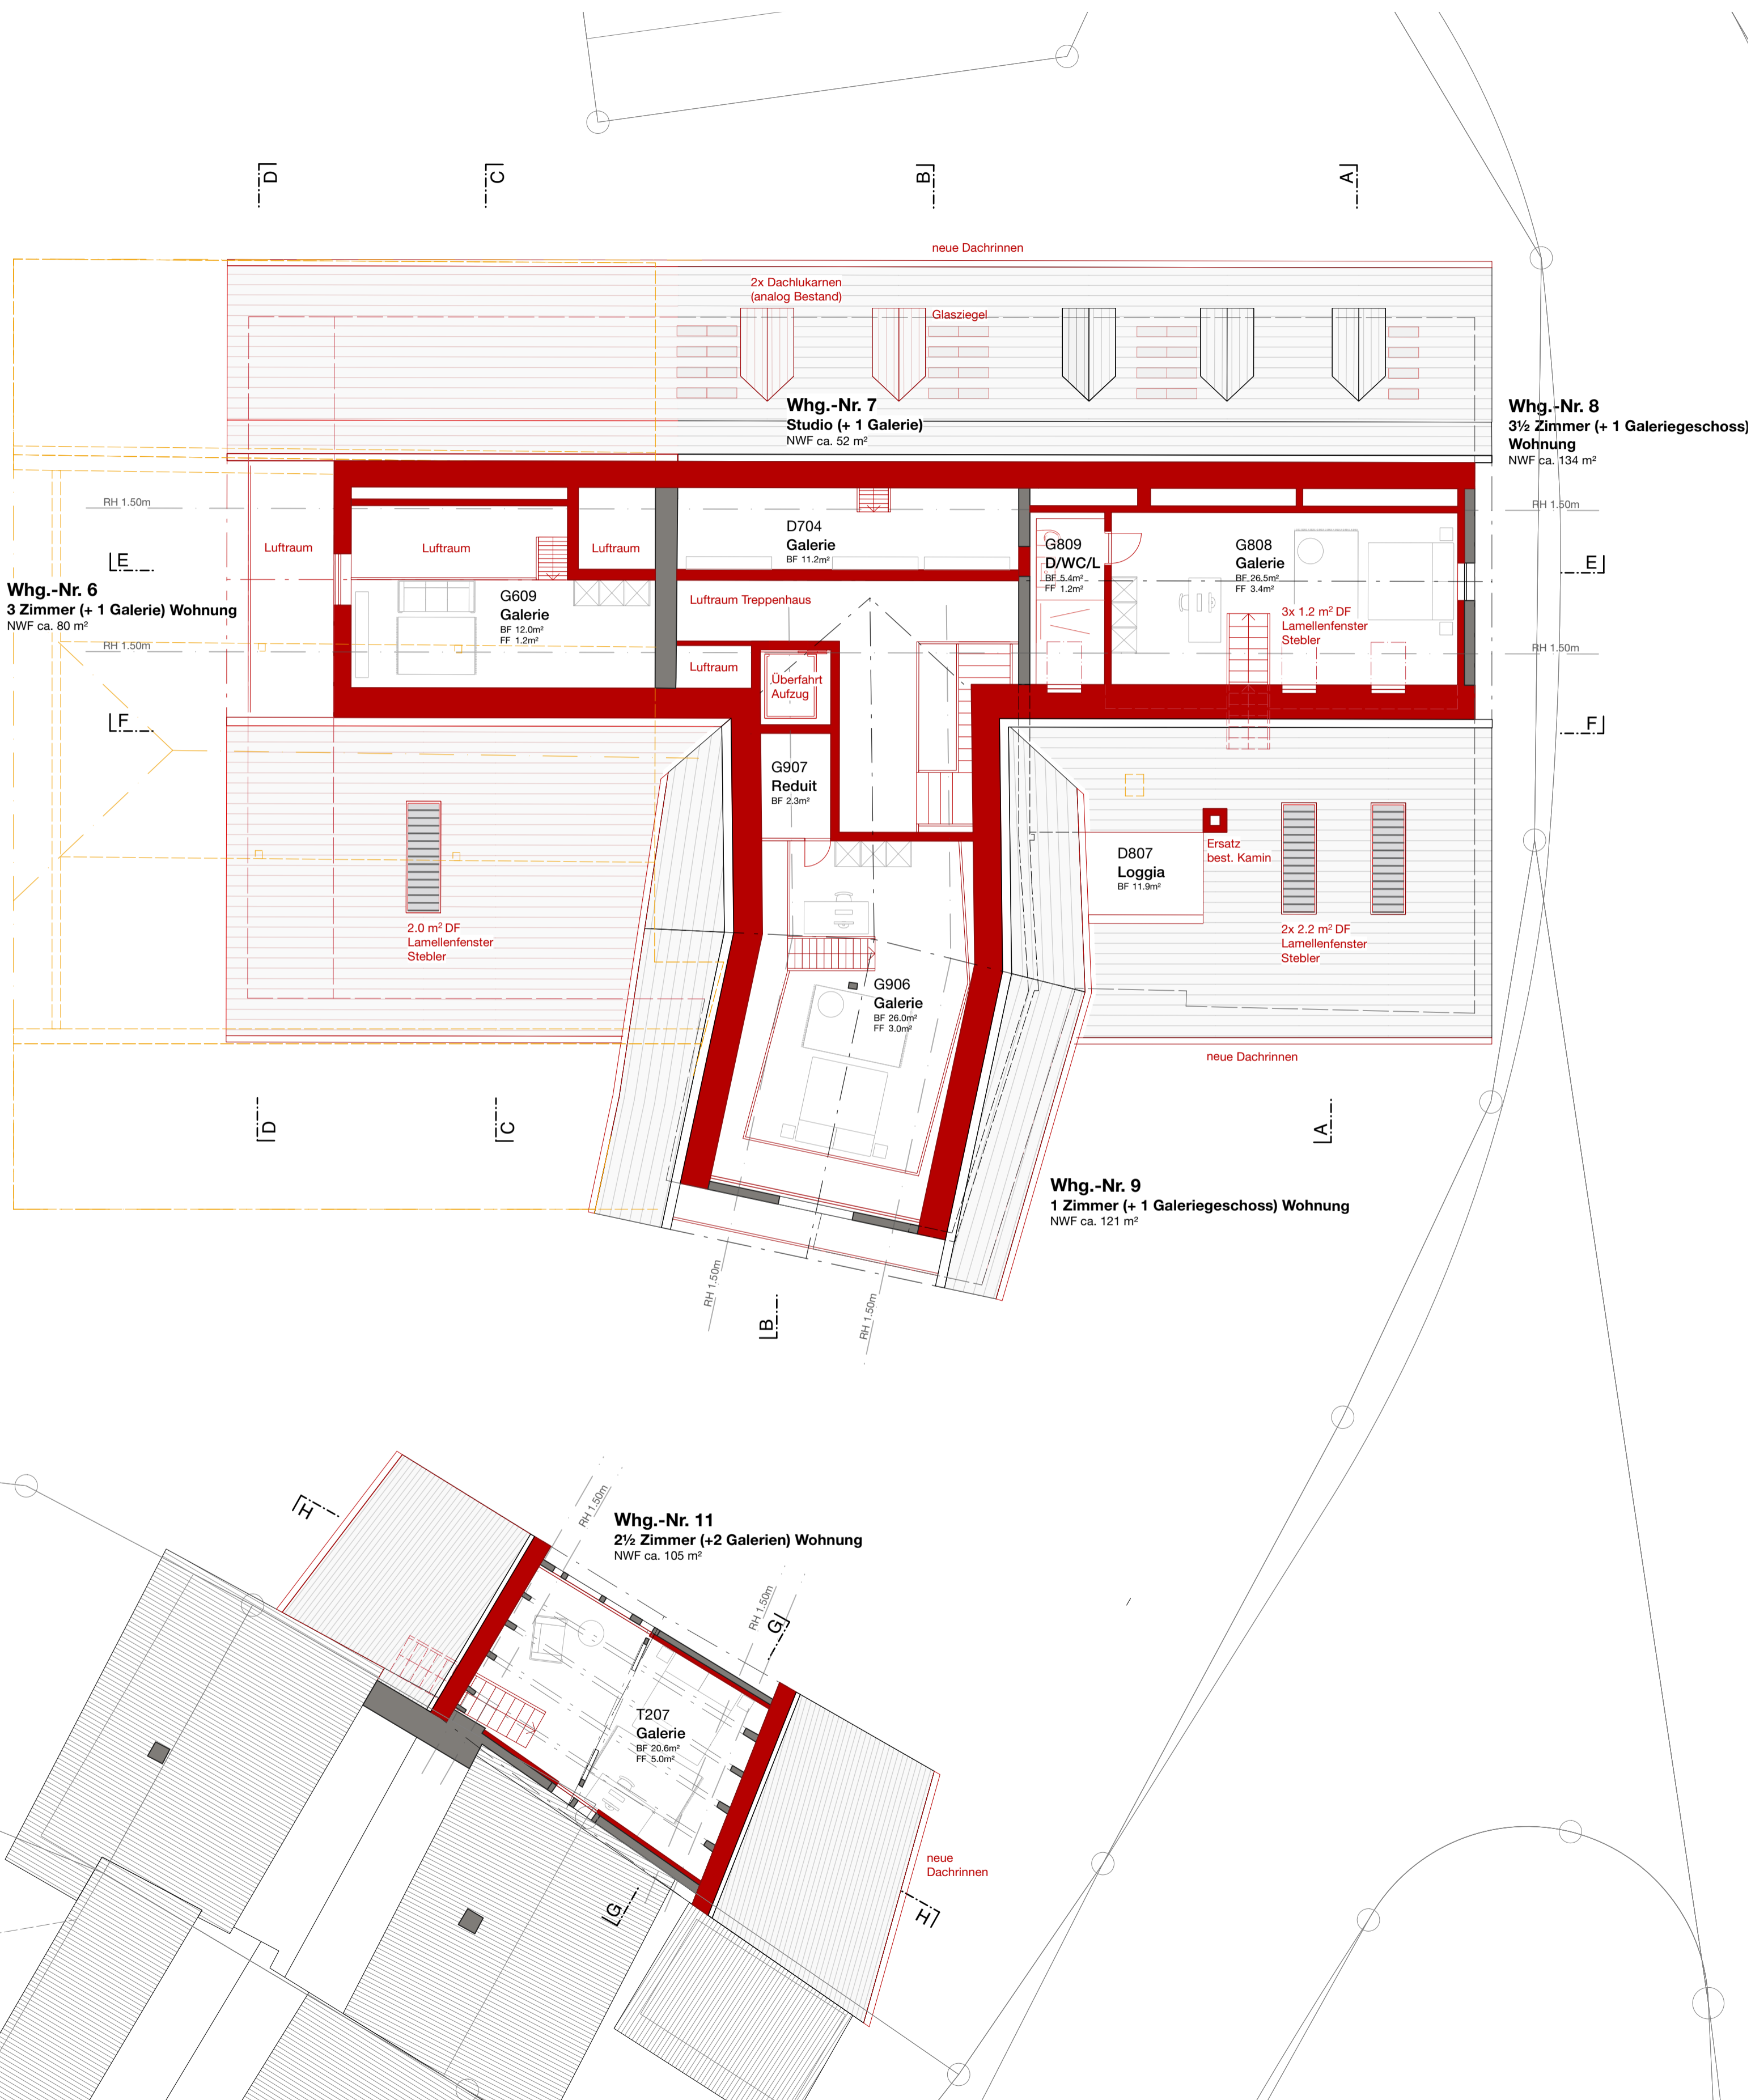 D
C
B
A
neue Dachrinnen
2x Dachlukarnen
(analog Bestand)
Glasziegel
Whg.-Nr. 7
Studio (+ 1 Galerie)
NWF ca. 52 m²
Whg.-Nr. 8
3½ Zimmer (+ 1 Galeriegeschoss)
Wohnung
NWF ca. 134 m²
RH 1.50m
RH 1.50m
Luftraum
Luftraum
Luftraum
D704
Galerie
BF 11.2m²
G809
D/WC/L
BF 5.4m²
FF 1.2m²
G808
Galerie
BF 26.5m²
FF 3.4m²
E
E
Whg.-Nr. 6
3 Zimmer (+ 1 Galerie) Wohnung
NWF ca. 80 m²
G609
Galerie
BF 12.0m²
FF 1.2m²
Luftraum Treppenhaus
3x 1.2 m² DF
Lamellenfenster
Stebler
RH 1.50m
RH 1.50m
Luftraum
Überfahrt
Aufzug
F
F
G907
Reduit
BF 2.3m²
D807
Loggia
BF 11.9m²
Ersatz
best. Kamin
2.0 m² DF
Lamellenfenster
Stebler
2x 2.2 m² DF
Lamellenfenster
Stebler
G906
Galerie
BF 26.0m²
FF 3.0m²
neue Dachrinnen
D
C
A
Whg.-Nr. 9
1 Zimmer (+ 1 Galeriegeschoss) Wohnung
NWF ca. 121 m²
RH 1.50m
RH 1.50m
B
H
RH 1.50m
Whg.-Nr. 11
2½ Zimmer (+2 Galerien) Wohnung
NWF ca. 105 m²
RH 1.50m
G
T207
Galerie
BF 20.6m²
FF 5.0m²
neue
Dachrinnen
G
H